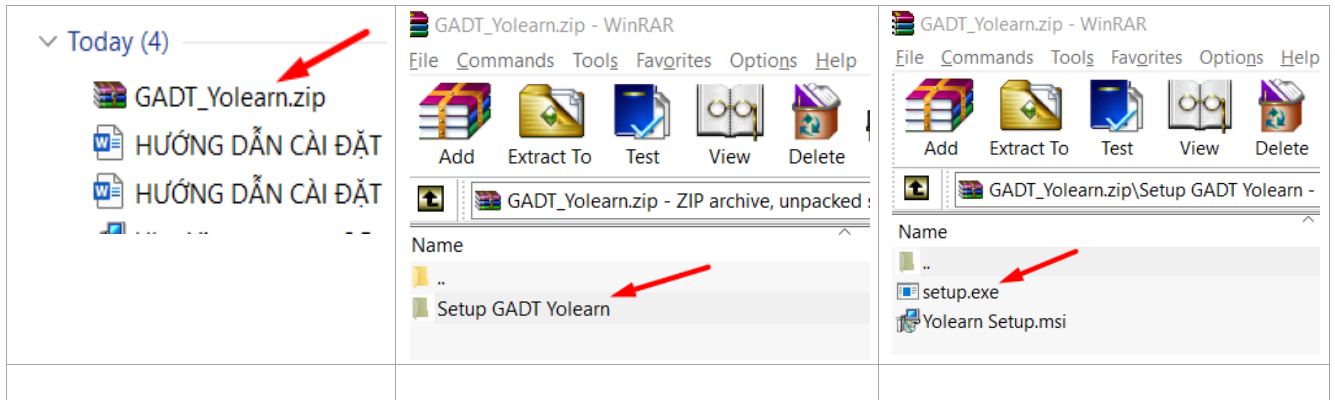 Today (4)
GADT_Yolearn.zip
HƯỚNG DẪN CÀI ĐẶT
HƯỚNG DẪN CÀI ĐẶT
GADT_Yolearn.zip - WinRAR
File Commands Tools Favorites Options Help
Add Extract To Test View Delete
GADT_Yolearn.zip - ZIP archive, unpacked
Name
..
Setup GADT Yolearn
GADT_Yolearn.zip - WinRAR
File Commands Tools Favorites Options Help
Add Extract To Test View Delete
GADT_Yolearn.zip\Setup GADT Yolearn -
Name
..
setup.exe
Yolearn Setup.msi